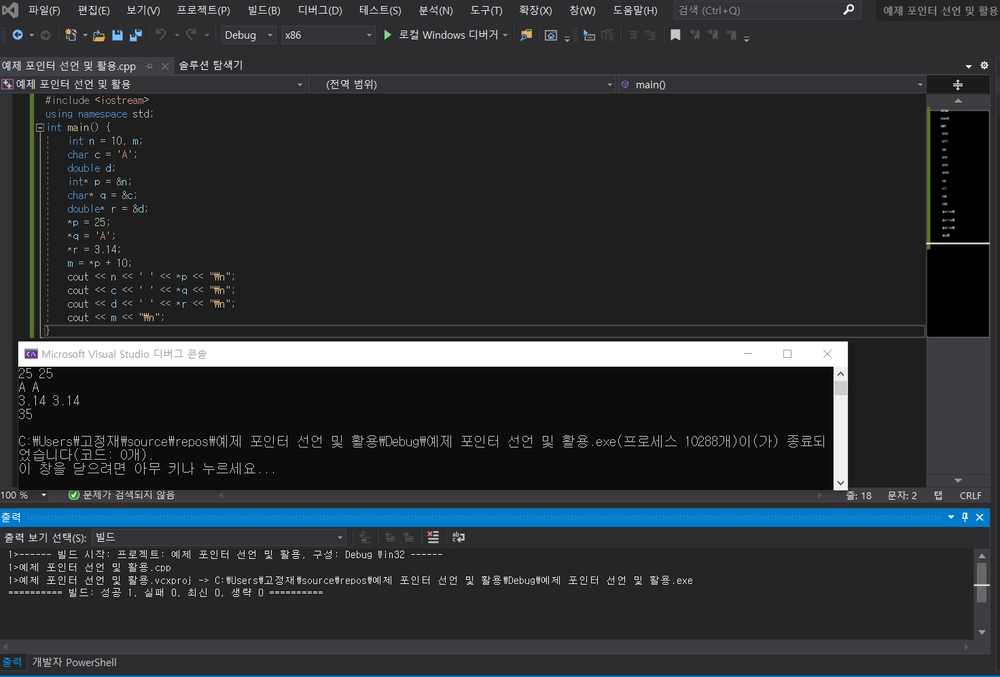 파일(F) 편집(E) 보기(V) 프로젝트(P) 빌드(B) 디버그(D) 테스트(S) 분석(N) 도구(T) 확장(X) 창(W) 도움말(H) 검색 (Ctrl+Q) 예제 포인터 선언 및 활용
Debug x86 로컬 Windows 디버거
예제 포인터 선언 및 활용.cpp 솔루션 탐색기
예제 포인터 선언 및 활용 (전역 범위) main()
#include <iostream>
using namespace std;
int main() {
int n = 10, m;
char c = 'A';
double d;
int* p = &n;
char* q = &c;
double* r = &d;
*p = 25;
*q = 'A';
*r = 3.14;
m = *p + 10;
cout << n << ' ' << *p << "₩n";
cout << c << ' ' << *q << "₩n";
cout << d << ' ' << *r << "₩n";
cout << m << "₩n";
}
C:\ Microsoft Visual Studio 디버그 콘솔
25 25
A A
3.14 3.14
35
C:₩Users₩고정재₩source₩repos₩예제 포인터 선언 및 활용₩Debug₩예제 포인터 선언 및 활용.exe(프로세스 10288개)이(가) 종료되
었습니다(코드: 0개).
이 창을 닫으려면 아무 키나 누르세요...
100 % 문제가 검색되지 않음 줄: 18 문자: 2 탭 CRLF
출력
출력 보기 선택(S): 빌드
1>------ 빌드 시작: 프로젝트: 예제 포인터 선언 및 활용, 구성: Debug Win32 ------
1>예제 포인터 선언 및 활용.cpp
1>예제 포인터 선언 및 활용.vcxproj -> C:₩Users₩고정재₩source₩repos₩예제 포인터 선언 및 활용₩Debug₩예제 포인터 선언 및 활용.exe
========== 빌드: 성공 1, 실패 0, 최신 0, 생략 0 ==========
출력 개발자 PowerShell